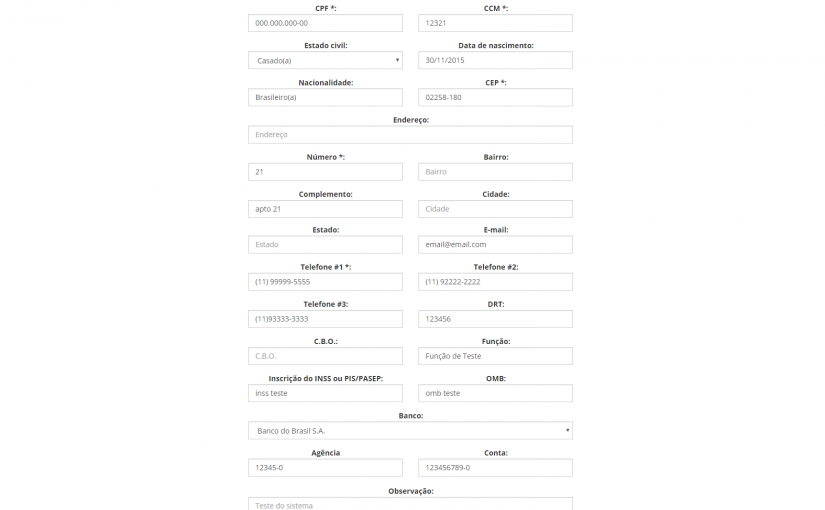 CPF *: CCM *:
000.000.000-00 12321
Estado civil: Data de nascimento:
Casado(a) 30/11/2015
Nacionalidade: CEP *:
Brasileiro(a) 02258-180
Endereço:
Endereço
Número *: Bairro:
21 Bairro
Complemento: Cidade:
apto 21 Cidade
Estado: E-mail:
Estado email@email.com
Telefone #1 *: Telefone #2:
(11) 99999-5555 (11) 92222-2222
Telefone #3: DRT:
(11)93333-3333 123456
C.B.O.: Função:
C.B.O. Função de Teste
Inscrição do INSS ou PIS/PASEP: OMB:
inss teste omb teste
Banco:
Banco do Brasil S.A.
Agência Conta:
12345-0 123456789-0
Observação:
Teste do sistema